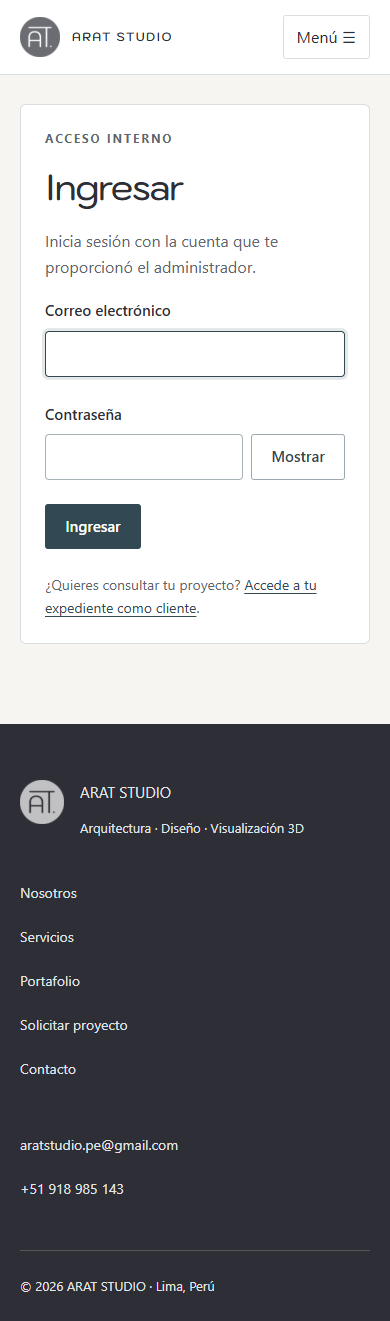 AT.
ARAT STUDIO
Menú ☰
ACCESO INTERNO
Ingresar
Inicia sesión con la cuenta que te
proporcionó el administrador.
Correo electrónico
Contraseña
Mostrar
Ingresar
¿Quieres consultar tu proyecto? Accede a tu
expediente como cliente.
AT.
ARAT STUDIO
Arquitectura · Diseño · Visualización 3D
Nosotros
Servicios
Portafolio
Solicitar proyecto
Contacto
aratstudio.pe@gmail.com
+51 918 985 143
© 2026 ARAT STUDIO · Lima, Perú